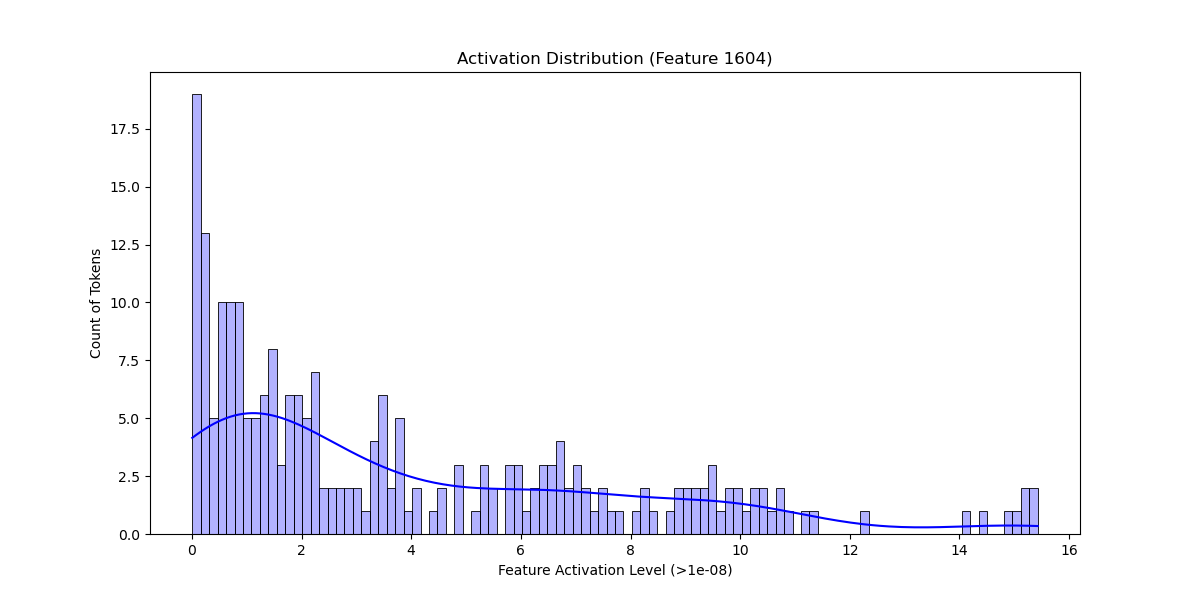 Activation Distribution (Feature 1604)
17.5
15.0
12.5
10.0
7.5
5.0
2.5
0.0
Count of Tokens
0 2 4 6 8 10 12 14 16
Feature Activation Level (>1e-08)